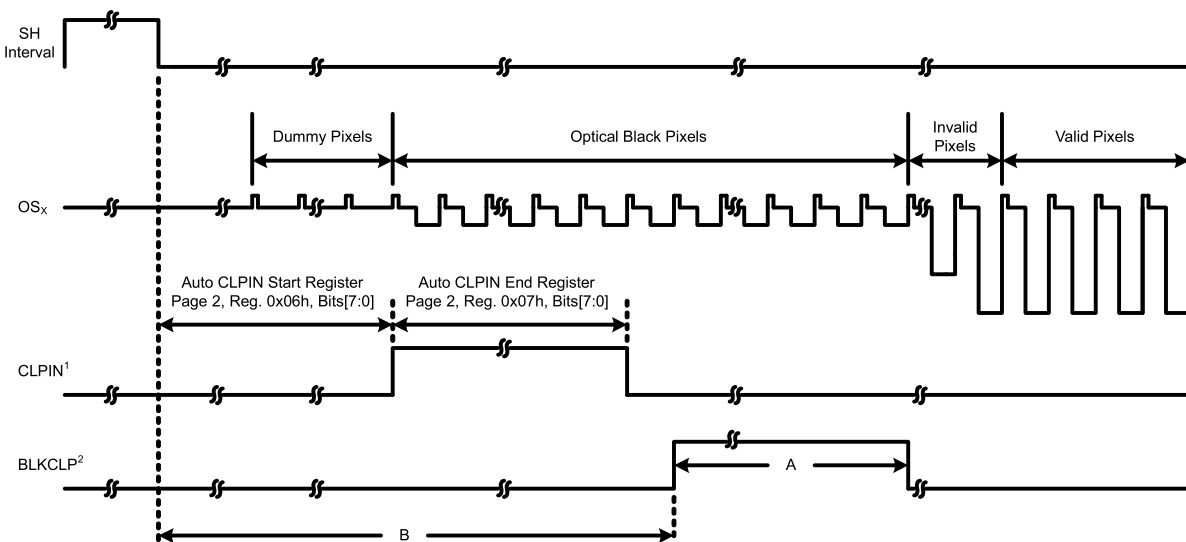 SH
Interval
Dummy Pixels
Optical Black Pixels
Invalid
Pixels
Valid Pixels
OSX
Auto CLPIN Start Register
Page 2, Reg. 0x06h, Bits[7:0]
Auto CLPIN End Register
Page 2, Reg. 0x07h, Bits[7:0]
CLPIN1
BLKCLP2
A
B